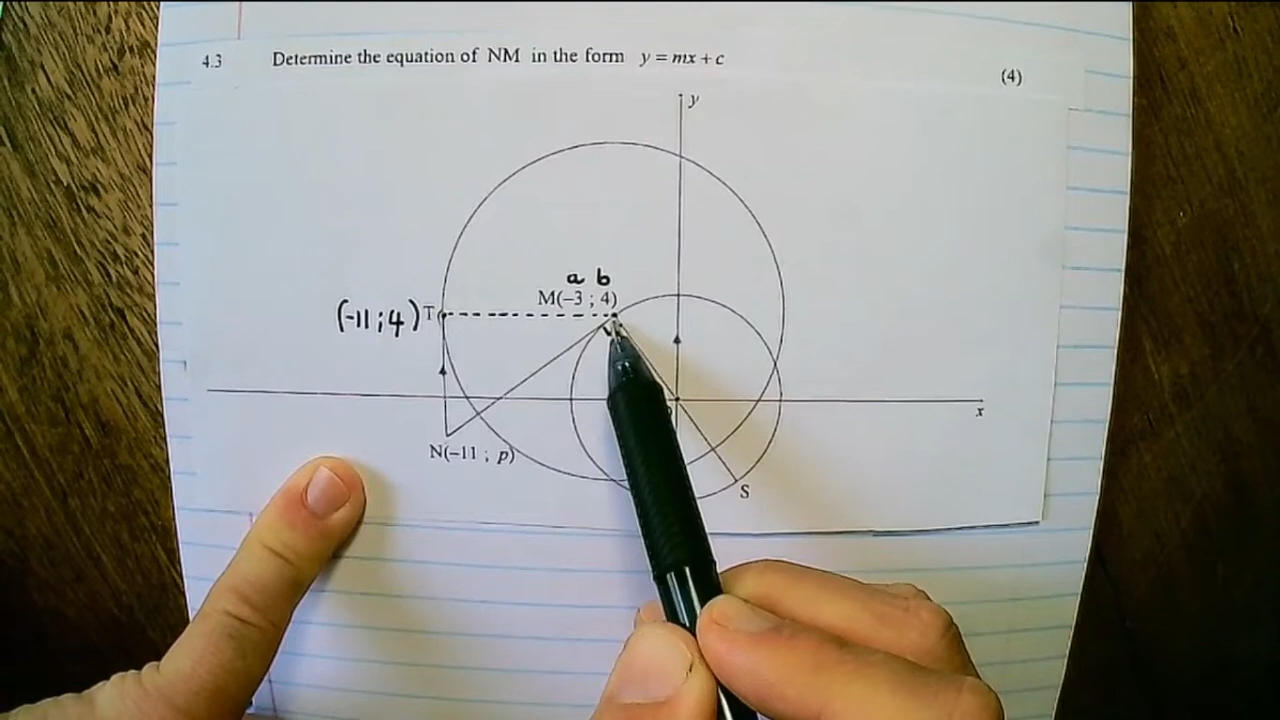 4.3 Determine the equation of NM in the form y = mx + c
(4)
y
a b
M(–3 ; 4)
(-11 ; 4) T
x
N(–11 ; p)
S